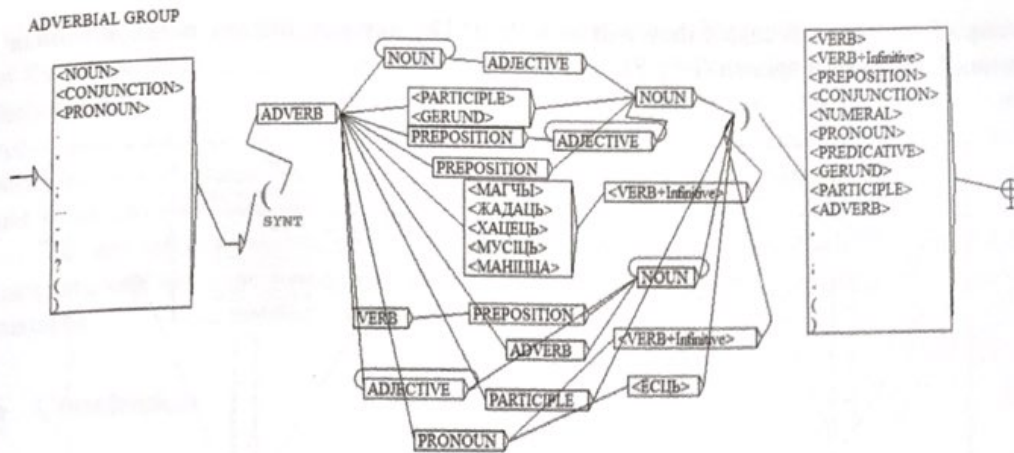 ADVERBIAL GROUP
<NOUN>
<CONJUNCTION>
<PRONOUN>
.
,
.
...
!
?
;
)
(
SYNT
ADVERB
NOUN
ADJECTIVE
<PARTICIPLE>
<GERUND>
NOUN
PREPOSITION
ADJECTIVE
PREPOSITION
<МАГЧЫ>
<ЖАДАЦЬ>
<ХАЦЕЦЬ>
<МУСІЦЬ>
<МАНІЦЦА>
<VERB+Infinitive>
NOUN
VERB
PREPOSITION
ADVERB
<VERB+Infinitive>
ADJECTIVE
PARTICIPLE
<ЁСЦЬ>
PRONOUN
)
<VERB>
<VERB+Infinitive>
<PREPOSITION>
<CONJUNCTION>
<NUMERAL>
<PRONOUN>
<PREDICATIVE>
<GERUND>
<PARTICIPLE>
<ADVERB>
.
:
;
(
)